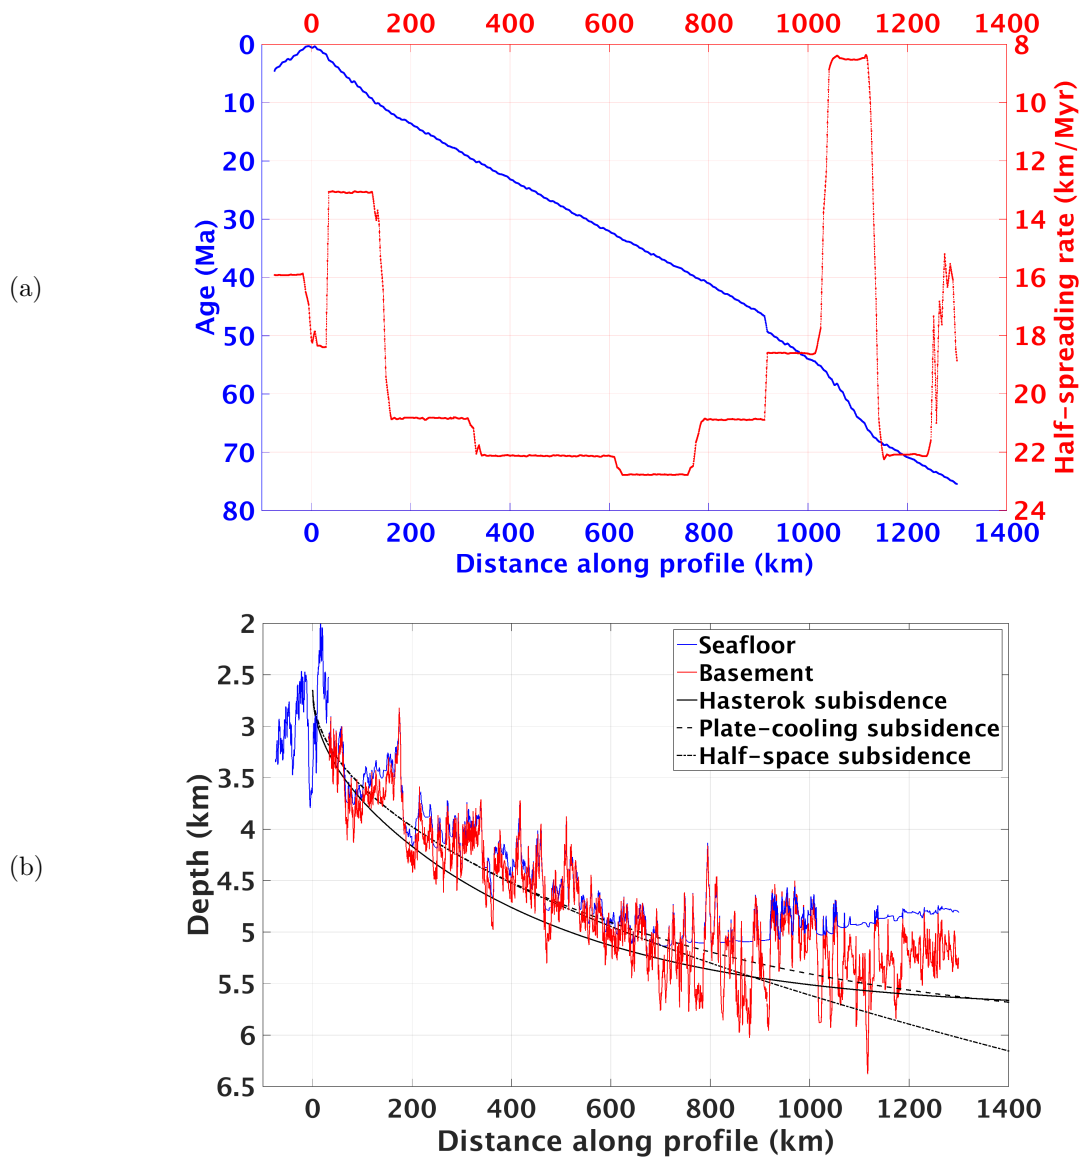 0 200 400 600 800 1000 1200 1400
0 8
10 10
20 12
30 14
(a) Age (Ma) 40 16 Half-spreading rate (km/Myr)
50 18
60 20
70 22
80 24
0 200 400 600 800 1000 1200 1400
Distance along profile (km)
2
Seafloor
2.5
Basement
3 Hasterok subisdence
Plate-cooling subsidence
3.5 Half-space subsidence
4
(b) Depth (km)
4.5
5
5.5
6
6.5
0 200 400 600 800 1000 1200 1400
Distance along profile (km)